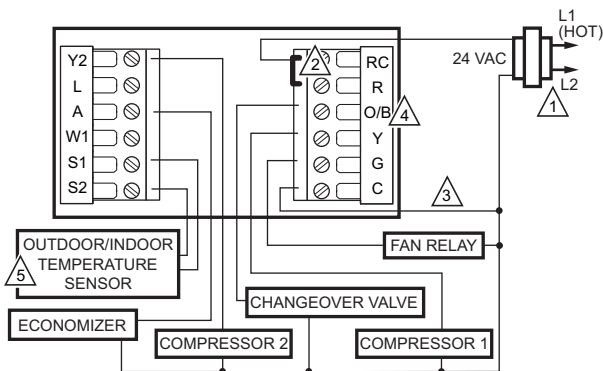 L1
(HOT)
24 VAC
L2
1
Y2
L
A
W1
S1
S2
2
RC
R
O/B
Y
G
C
4
3
OUTDOOR/INDOOR
TEMPERATURE
SENSOR
5
FAN RELAY
CHANGEOVER VALVE
ECONOMIZER
COMPRESSOR 2
COMPRESSOR 1